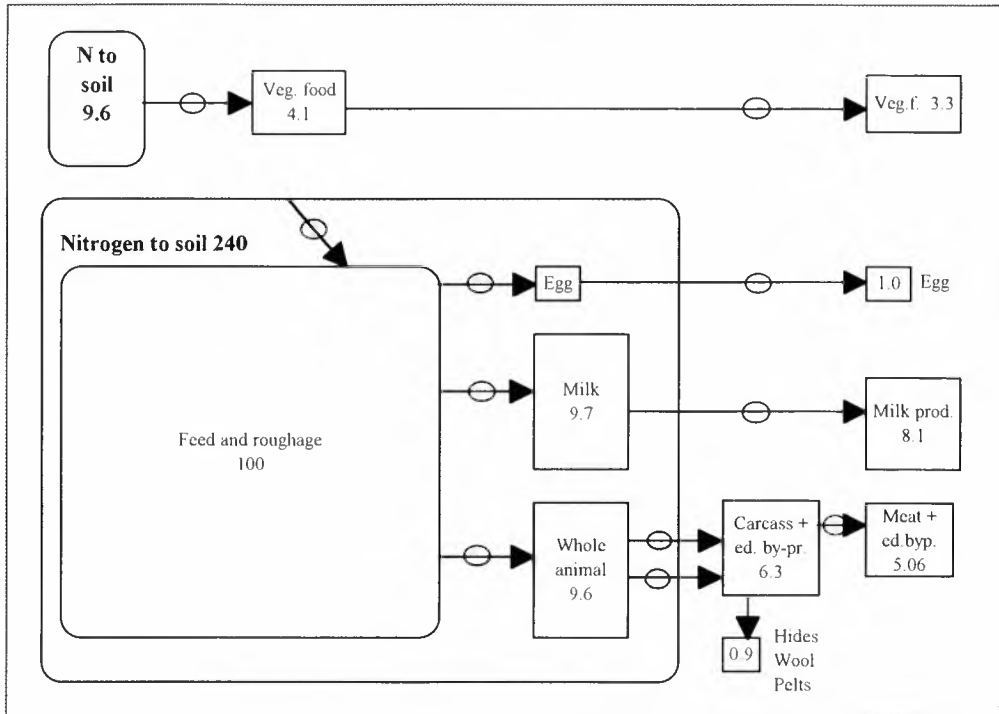 N to
soil
9.6
Veg. food
4.1
Veg.f. 3.3
Nitrogen to soil 240
Feed and roughage
100
Egg
1.0 Egg
Milk
9.7
Milk prod.
8.1
Whole
animal
9.6
Carcass +
ed. by-pr.
6.3
Meat +
ed.byp.
5.06
0.9
Hides
Wool
Pelts